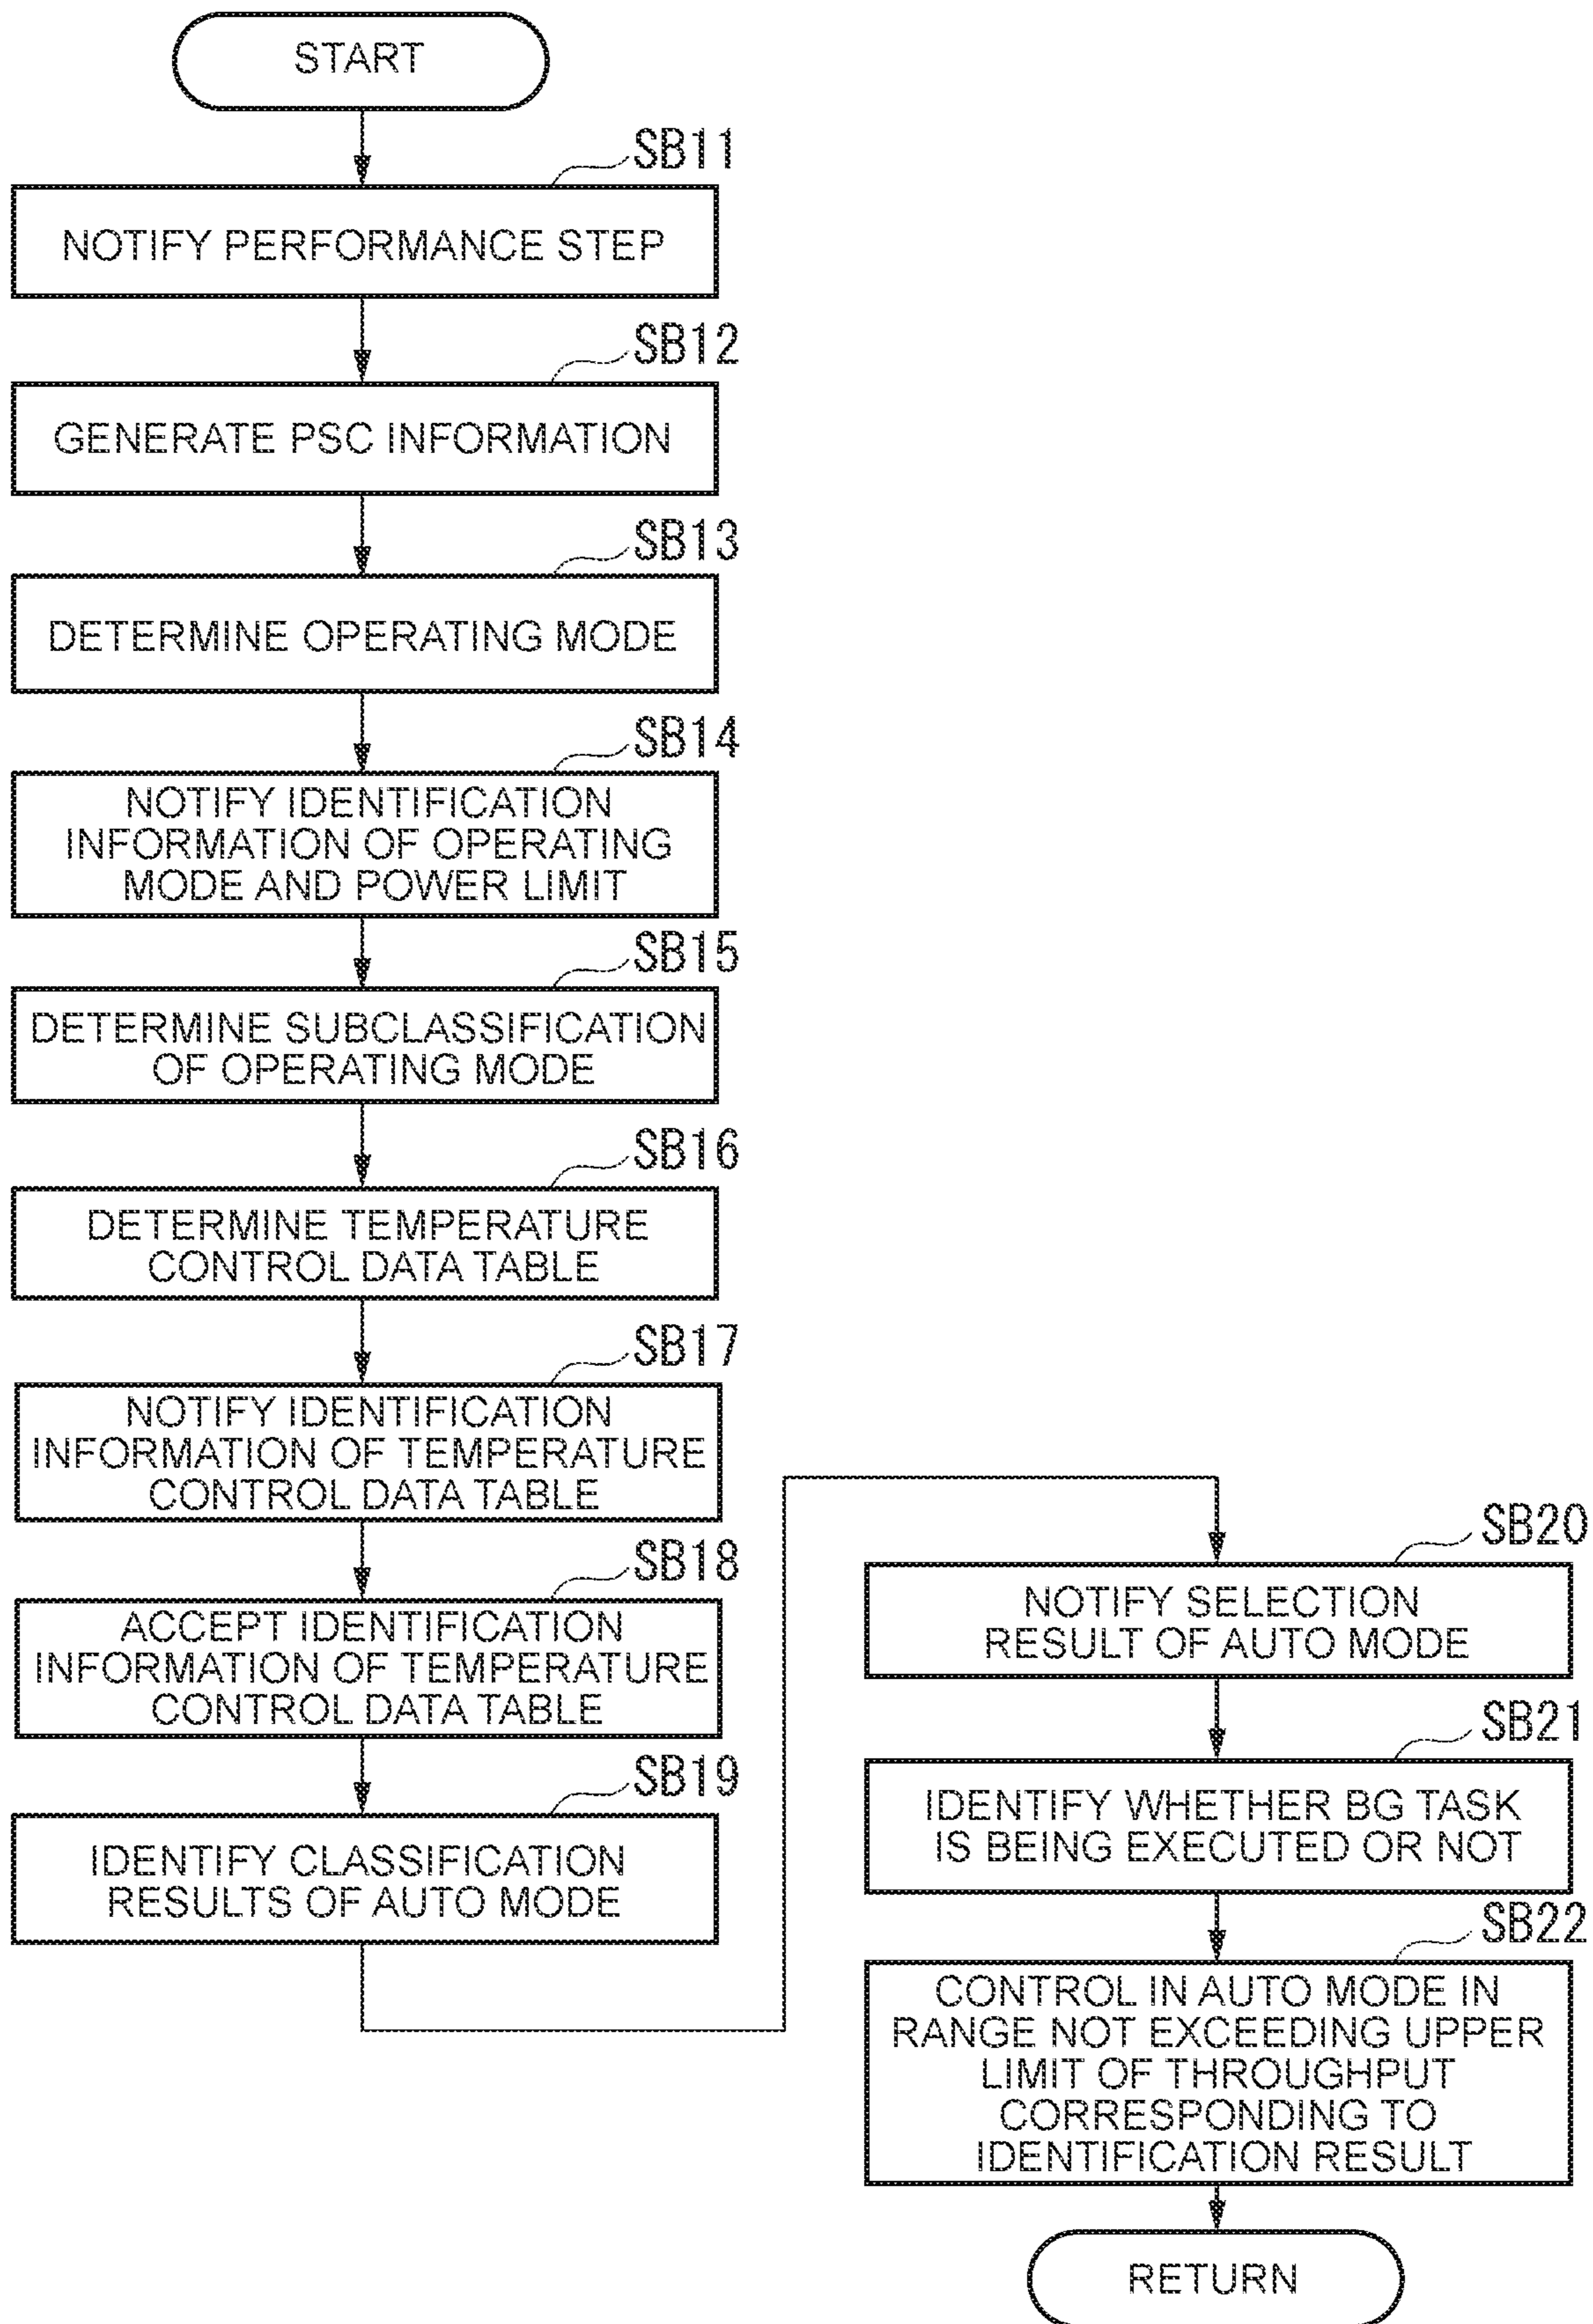 START
SB11
NOTIFY PERFORMANCE STEP
SB12
GENERATE PSC INFORMATION
SB13
DETERMINE OPERATING MODE
SB14
NOTIFY IDENTIFICATION
INFORMATION OF OPERATING
MODE AND POWER LIMIT
SB15
DETERMINE SUBCLASSIFICATION
OF OPERATING MODE
SB16
DETERMINE TEMPERATURE
CONTROL DATA TABLE
SB17
NOTIFY IDENTIFICATION
INFORMATION OF TEMPERATURE
CONTROL DATA TABLE
SB18
ACCEPT IDENTIFICATION
INFORMATION OF TEMPERATURE
CONTROL DATA TABLE
SB19
IDENTIFY CLASSIFICATION
RESULTS OF AUTO MODE
SB20
NOTIFY SELECTION
RESULT OF AUTO MODE
SB21
IDENTIFY WHETHER BG TASK
IS BEING EXECUTED OR NOT
SB22
CONTROL IN AUTO MODE IN
RANGE NOT EXCEEDING UPPER
LIMIT OF THROUGHPUT
CORRESPONDING TO
IDENTIFICATION RESULT
RETURN